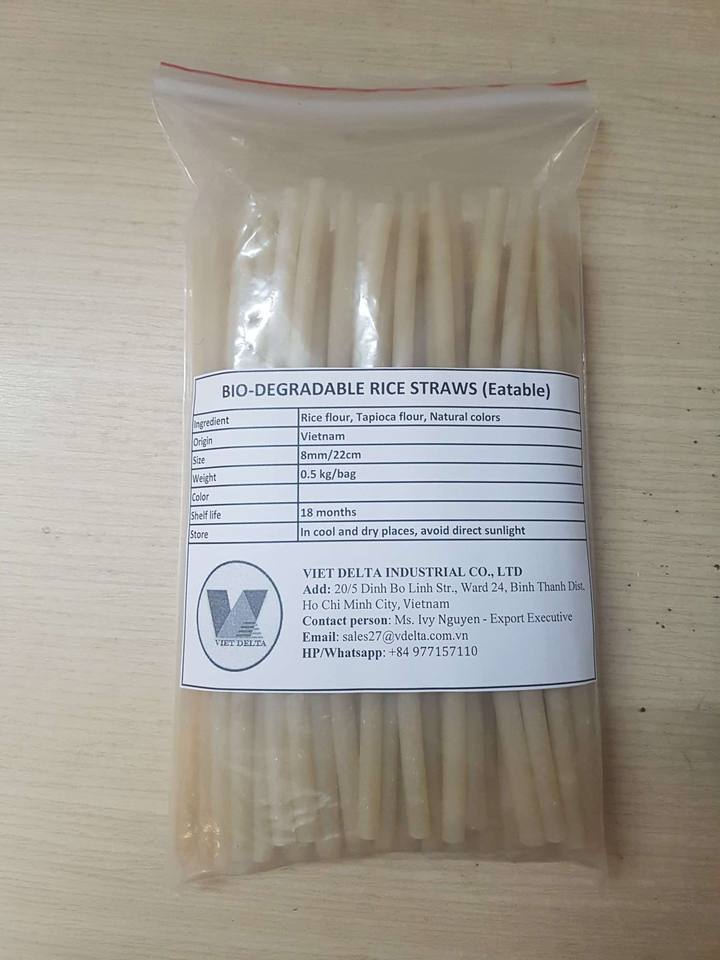 BIO-DEGRADABLE RICE STRAWS (Eatable)
Ingredient Rice flour, Tapioca flour, Natural colors
Origin Vietnam
Size 8mm/22cm
Weight 0.5 kg/bag
Color
Shelf life 18 months
Store In cool and dry places, avoid direct sunlight
VIET DELTA
VIET DELTA INDUSTRIAL CO., LTD
Add: 20/5 Dinh Bo Linh Str., Ward 24, Binh Thanh Dist,
Ho Chi Minh City, Vietnam
Contact person: Ms. Ivy Nguyen - Export Executive
Email: sales27@vdelta.com.vn
HP/Whatsapp: +84 977157110